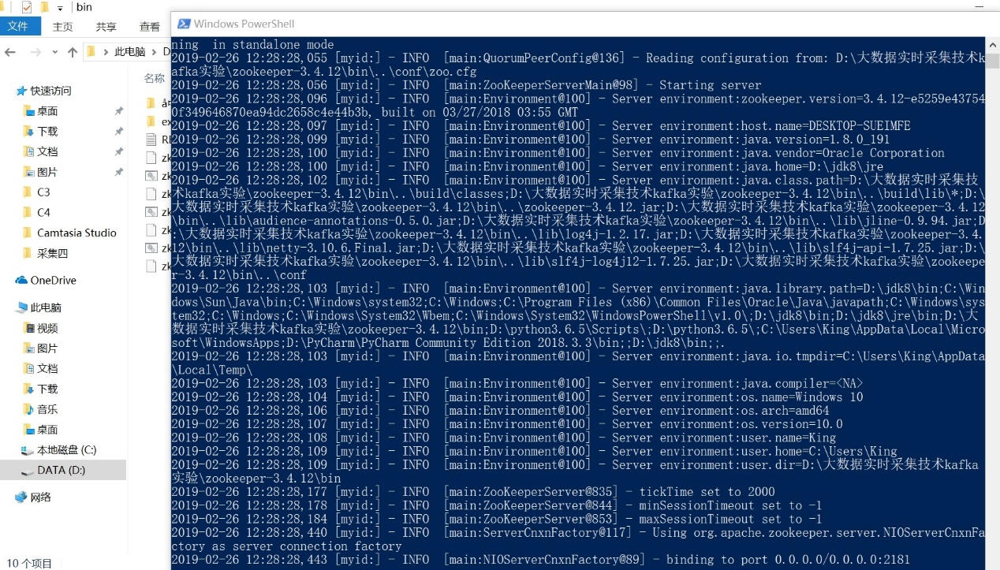 bin
文件
主页
共享
查看
此电脑
名称
快速访问
桌面
下载
文档
图片
C3
C4
Camtasia Studio
采集四
OneDrive
此电脑
视频
图片
文档
下载
音乐
桌面
本地磁盘 (C:)
DATA (D:)
网络
10 个项目
Windows PowerShell
ning  in standalone mode
2019-02-26 12:28:28,055 [myid:] - INFO  [main:QuorumPeerConfig@136] - Reading configuration from: D:\大数据实时采集技术k
afka实验\zookeeper-3.4.12\bin\..\conf\zoo.cfg
2019-02-26 12:28:28,056 [myid:] - INFO  [main:ZooKeeperServerMain@98] - Starting server
2019-02-26 12:28:28,096 [myid:] - INFO  [main:Environment@100] - Server environment:zookeeper.version=3.4.12-e5259e43754
0f349646870ea94dc2658c4e44b3b, built on 03/27/2018 03:55 GMT
2019-02-26 12:28:28,097 [myid:] - INFO  [main:Environment@100] - Server environment:host.name=DESKTOP-SUEIMFE
2019-02-26 12:28:28,099 [myid:] - INFO  [main:Environment@100] - Server environment:java.version=1.8.0_191
2019-02-26 12:28:28,100 [myid:] - INFO  [main:Environment@100] - Server environment:java.vendor=Oracle Corporation
2019-02-26 12:28:28,100 [myid:] - INFO  [main:Environment@100] - Server environment:java.home=D:\jdk8\jre
2019-02-26 12:28:28,102 [myid:] - INFO  [main:Environment@100] - Server environment:java.class.path=D:\大数据实时采集技
术kafka实验\zookeeper-3.4.12\bin\..\build\classes;D:\大数据实时采集技术kafka实验\zookeeper-3.4.12\bin\..\build\lib\*;D:\
大数据实时采集技术kafka实验\zookeeper-3.4.12\bin\..\zookeeper-3.4.12.jar;D:\大数据实时采集技术kafka实验\zookeeper-3.4.12
\bin\..\lib\audience-annotations-0.5.0.jar;D:\大数据实时采集技术kafka实验\zookeeper-3.4.12\bin\..\lib\jline-0.9.94.jar;D
:\大数据实时采集技术kafka实验\zookeeper-3.4.12\bin\..\lib\log4j-1.2.17.jar;D:\大数据实时采集技术kafka实验\zookeeper-3.4.
12\bin\..\lib\netty-3.10.6.Final.jar;D:\大数据实时采集技术kafka实验\zookeeper-3.4.12\bin\..\lib\slf4j-api-1.7.25.jar;D:\
大数据实时采集技术kafka实验\zookeeper-3.4.12\bin\..\lib\slf4j-log4j12-1.7.25.jar;D:\大数据实时采集技术kafka实验\zookeepe
r-3.4.12\bin\..\conf
2019-02-26 12:28:28,103 [myid:] - INFO  [main:Environment@100] - Server environment:java.library.path=D:\jdk8\bin;C:\Win
dows\Sun\Java\bin;C:\Windows\system32;C:\Windows;C:\Program Files (x86)\Common Files\Oracle\Java\javapath;C:\Windows\sys
tem32;C:\Windows;C:\Windows\System32\Wbem;C:\Windows\System32\WindowsPowerShell\v1.0\;D:\jdk8\bin;D:\jdk8\jre\bin;D:\大
数据实时采集技术kafka实验\zookeeper-3.4.12\bin;D:\python3.6.5\Scripts\;D:\python3.6.5\;C:\Users\King\AppData\Local\Micro
soft\WindowsApps;D:\PyCharm\PyCharm Community Edition 2018.3.3\bin;;D:\jdk8\bin;;.
2019-02-26 12:28:28,103 [myid:] - INFO  [main:Environment@100] - Server environment:java.io.tmpdir=C:\Users\King\AppData
\Local\Temp\
2019-02-26 12:28:28,103 [myid:] - INFO  [main:Environment@100] - Server environment:java.compiler=<NA>
2019-02-26 12:28:28,104 [myid:] - INFO  [main:Environment@100] - Server environment:os.name=Windows 10
2019-02-26 12:28:28,106 [myid:] - INFO  [main:Environment@100] - Server environment:os.arch=amd64
2019-02-26 12:28:28,107 [myid:] - INFO  [main:Environment@100] - Server environment:os.version=10.0
2019-02-26 12:28:28,108 [myid:] - INFO  [main:Environment@100] - Server environment:user.name=King
2019-02-26 12:28:28,109 [myid:] - INFO  [main:Environment@100] - Server environment:user.home=C:\Users\King
2019-02-26 12:28:28,109 [myid:] - INFO  [main:Environment@100] - Server environment:user.dir=D:\大数据实时采集技术kafka
实验\zookeeper-3.4.12\bin
2019-02-26 12:28:28,177 [myid:] - INFO  [main:ZooKeeperServer@835] - tickTime set to 2000
2019-02-26 12:28:28,178 [myid:] - INFO  [main:ZooKeeperServer@844] - minSessionTimeout set to -1
2019-02-26 12:28:28,184 [myid:] - INFO  [main:ZooKeeperServer@853] - maxSessionTimeout set to -1
2019-02-26 12:28:28,440 [myid:] - INFO  [main:ServerCnxnFactory@117] - Using org.apache.zookeeper.server.NIOServerCnxnFa
ctory as server connection factory
2019-02-26 12:28:28,443 [myid:] - INFO  [main:NIOServerCnxnFactory@89] - binding to port 0.0.0.0/0.0.0.0:2181